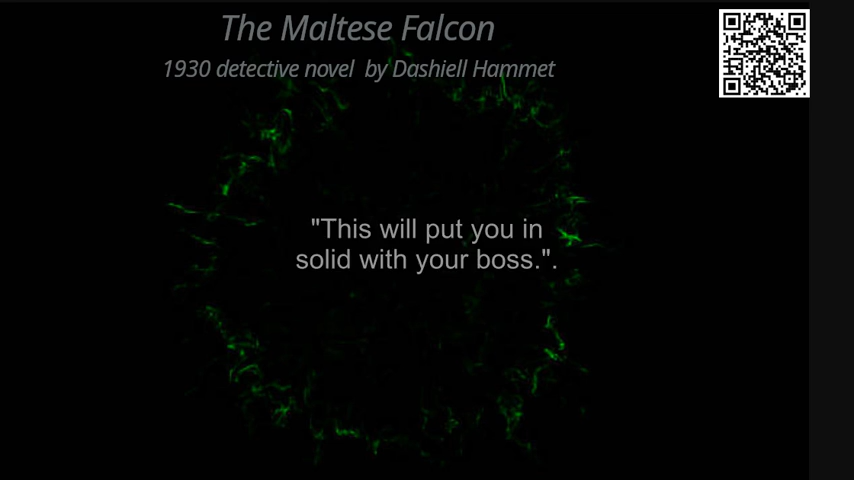 The Maltese Falcon
1930 detective novel by Dashiell Hammet
"This will put you in
solid with your boss.".